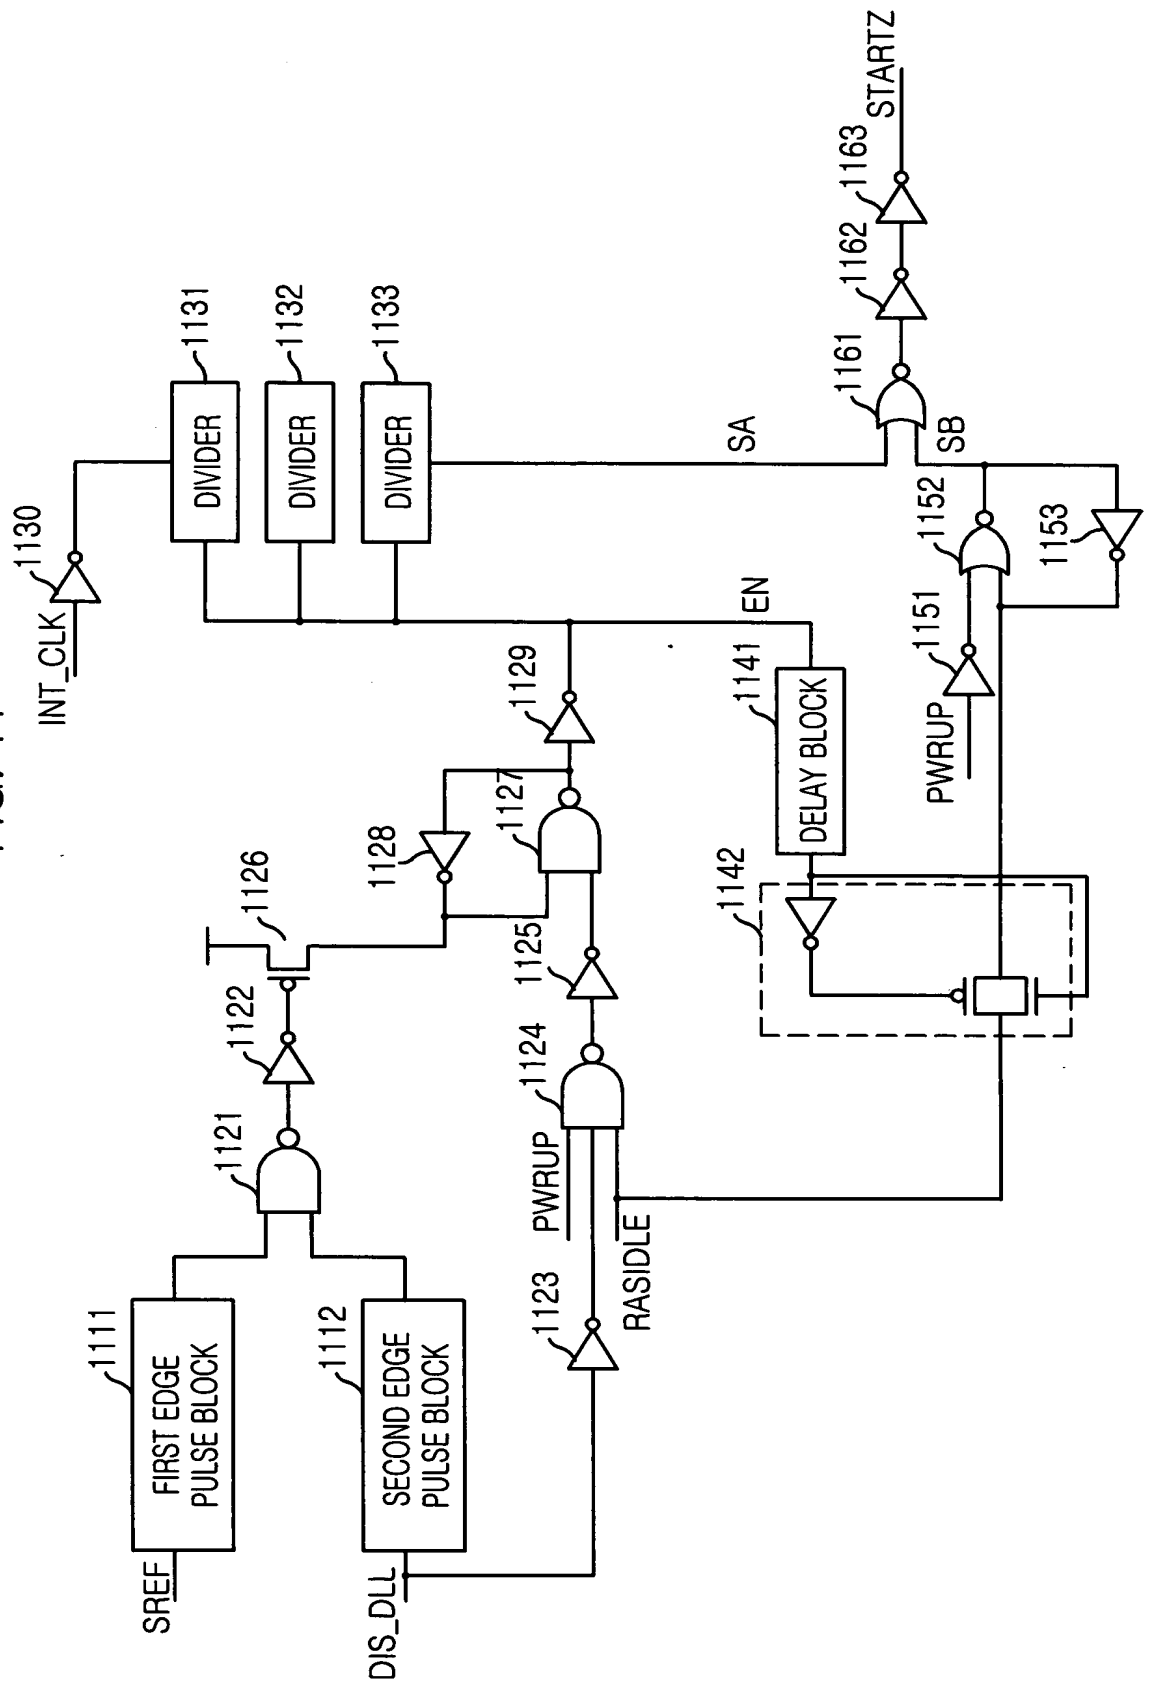 INT_CLK
1130
1131
DIVIDER
1132
DIVIDER
1133
DIVIDER
SREF
1111
FIRST EDGE
PULSE BLOCK
DIS_DLL
1112
SECOND EDGE
PULSE BLOCK
1121
1122
1126
1128
1127
1129
1123
PWRUP
RASIDLE
1124
1125
EN
1141
DELAY BLOCK
1142
PWRUP
1151
1152
1153
SA
SB
1161
1162
1163
STARTZ